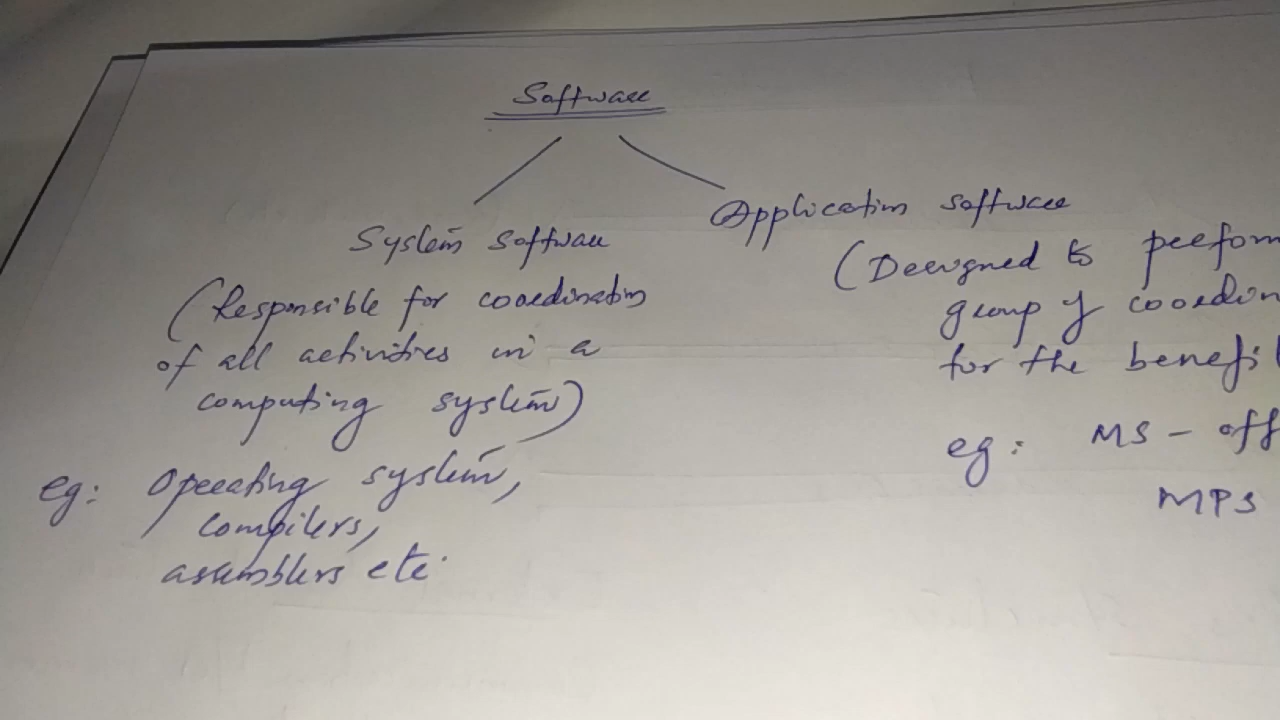 Software
System software
(Responsible for coordination
of all activities in a
computing system)
eg: Operating system,
compilers,
assemblers etc.
Application software
(Designed to perform
group of coordin
for the benefi
eg: MS - off
MPS